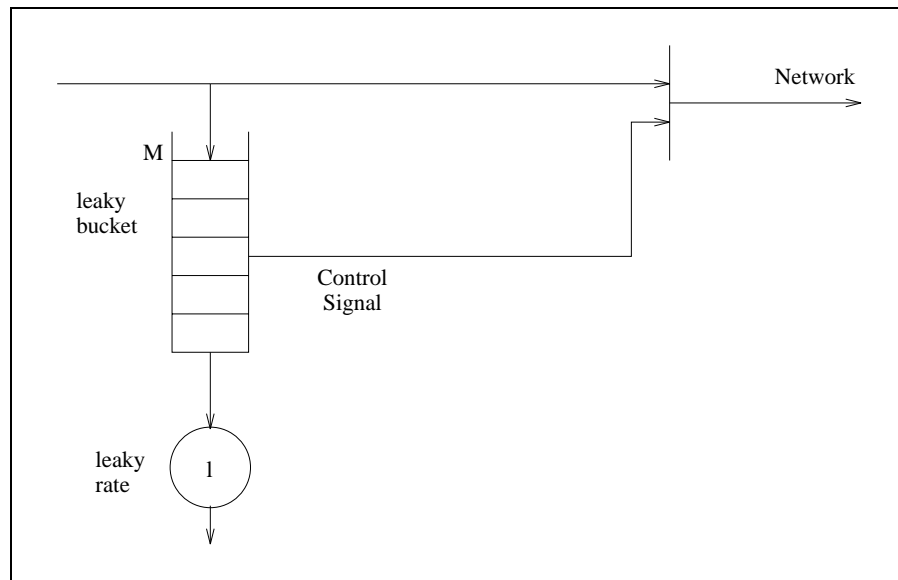 Network
M
leaky
bucket
Control
Signal
leaky
rate
l